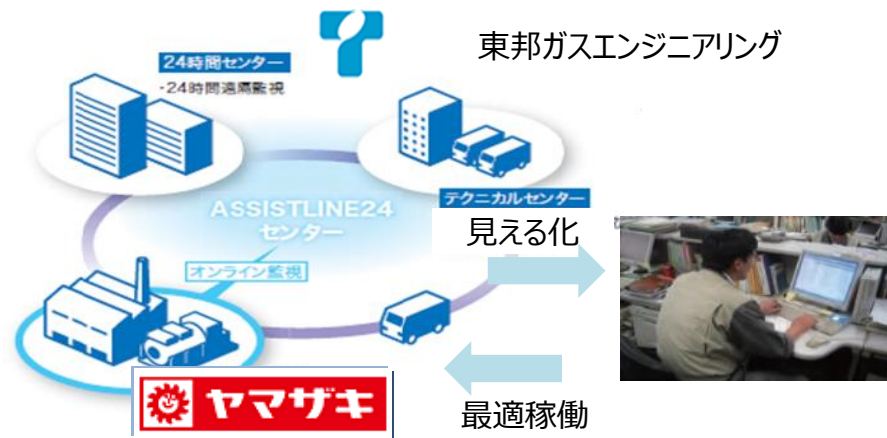 東邦ガスエンジニアリング
24時間センター
・24時間遠隔監視
テクニカルセンター
ASSISTLINE24
センター
見える化
オンライン監視
ヤマザキ
最適稼働